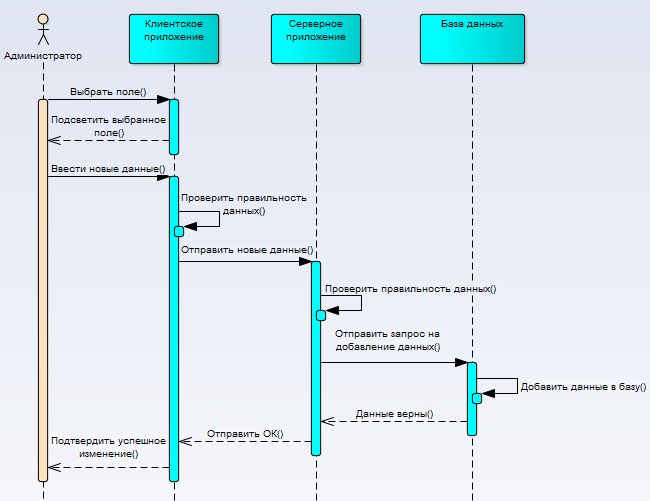 Клиентское
приложение
Серверное
приложение
База данных
Администратор
Выбрать поле()
Подсветить выбранное
поле()
Ввести новые данные()
Проверить правильность
данных()
Отправить новые данные()
Проверить правильность данных()
Отправить запрос на
добавление данных()
Добавить данные в базу()
Данные верны()
Отправить ОК()
Подтвердить успешное
изменение()